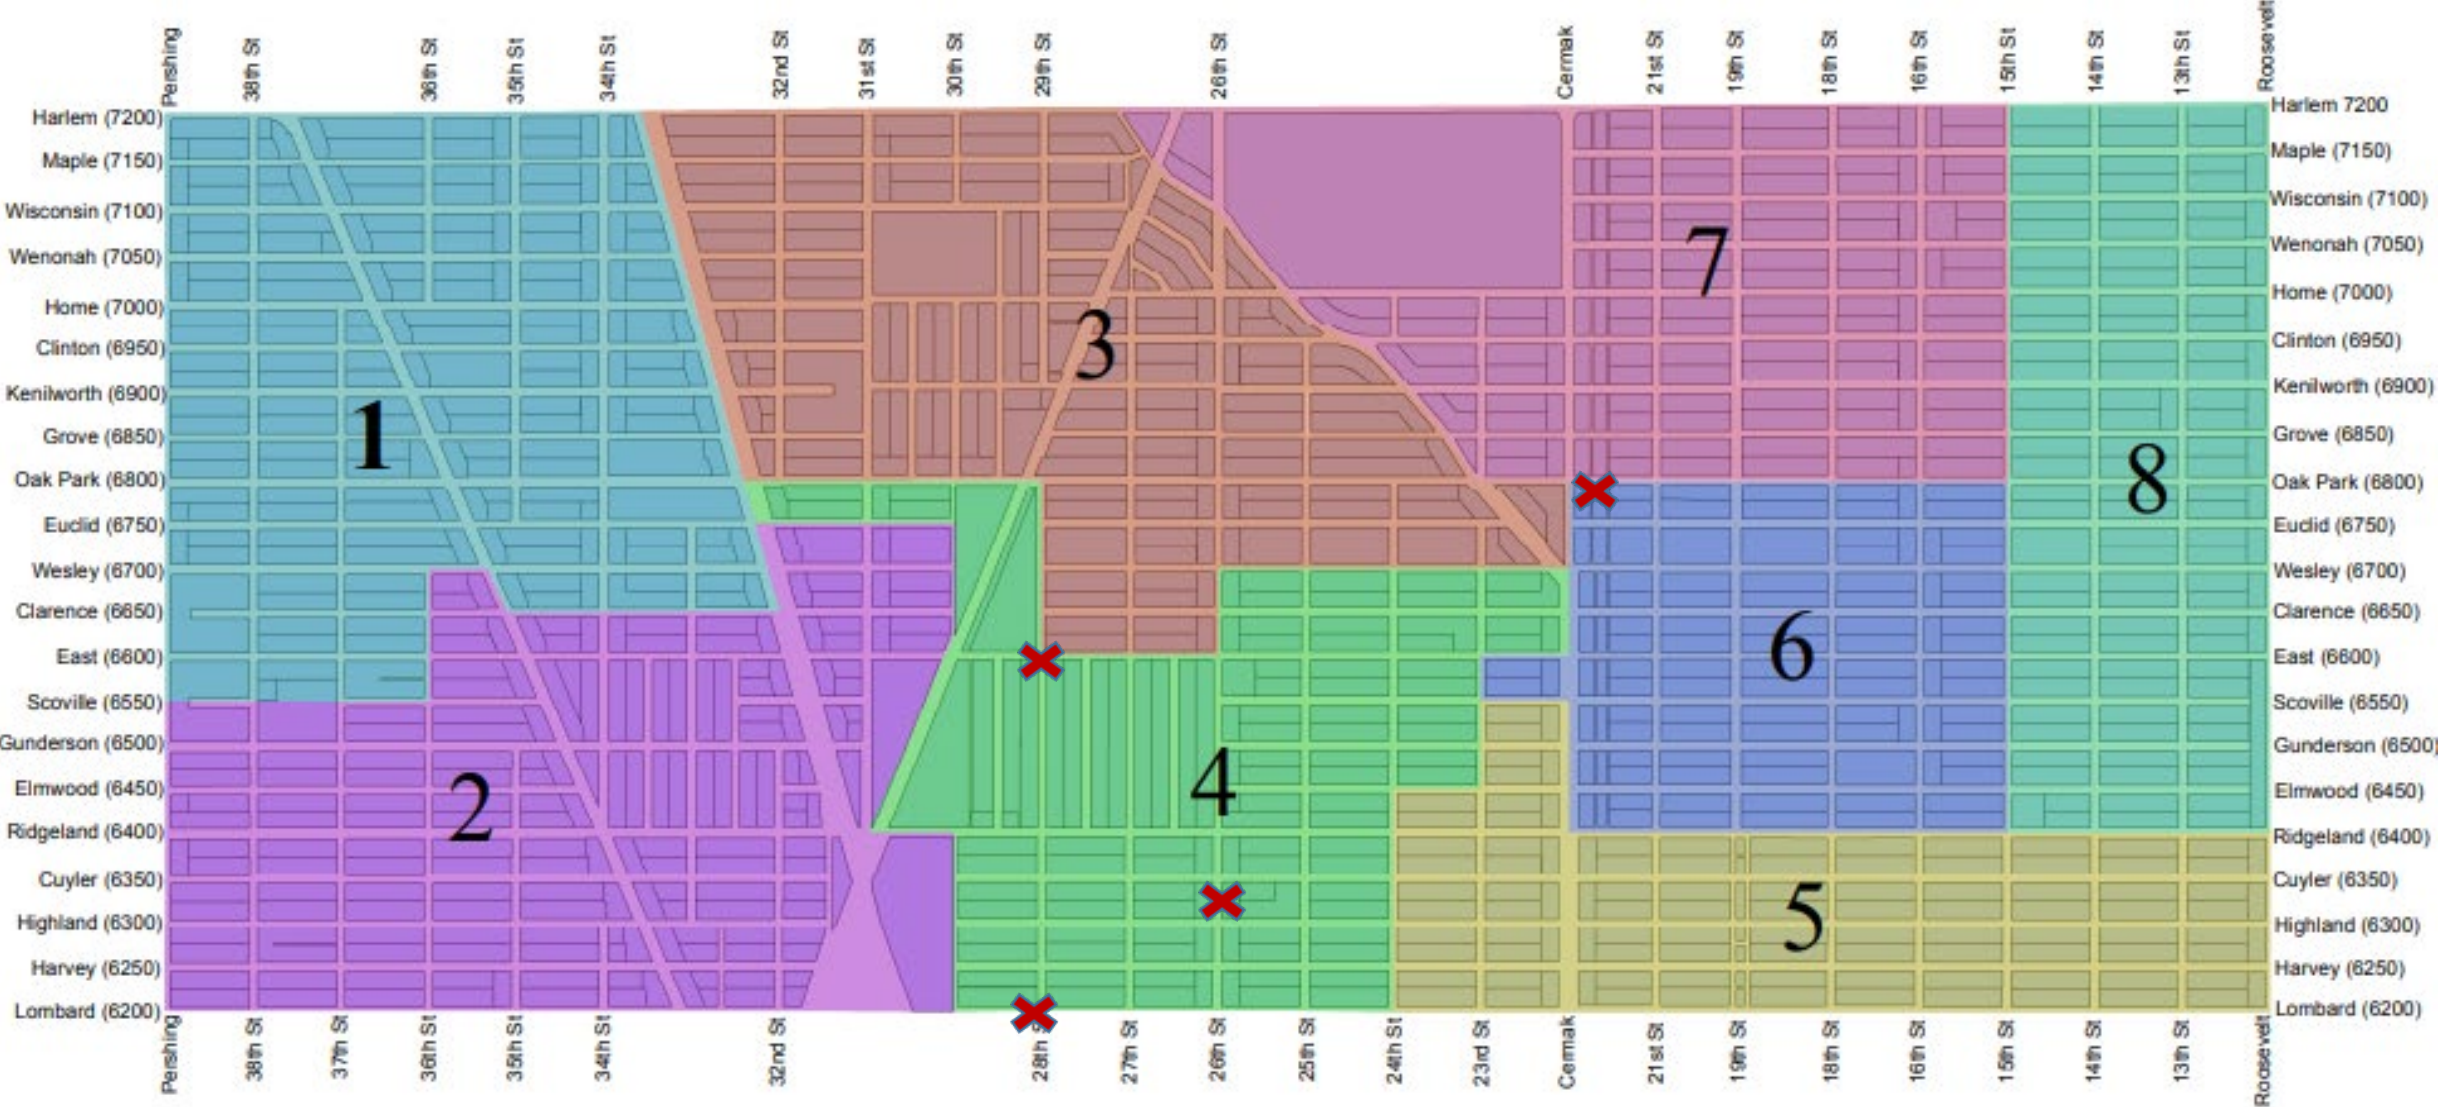 Pershing
38th St
36th St
35th St
34th St
32nd St
31st St
30th St
29th St
26th St
Cermak
21st St
19th St
18th St
16th St
15th St
14th St
13th St
Roosevelt
Harlem (7200)
Maple (7150)
Wisconsin (7100)
Wenonah (7050)
Home (7000)
Clinton (6950)
Kenilworth (6900)
Grove (6850)
Oak Park (6800)
Euclid (6750)
Wesley (6700)
Clarence (6650)
East (6600)
Scoville (6550)
Gunderson (6500)
Elmwood (6450)
Ridgeland (6400)
Cuyler (6350)
Highland (6300)
Harvey (6250)
Lombard (6200)
1
2
3
4
5
6
7
8
Harlem 7200
Maple (7150)
Wisconsin (7100)
Wenonah (7050)
Home (7000)
Clinton (6950)
Kenilworth (6900)
Grove (6850)
Oak Park (6800)
Euclid (6750)
Wesley (6700)
Clarence (6650)
East (6600)
Scoville (6550)
Gunderson (6500)
Elmwood (6450)
Ridgeland (6400)
Cuyler (6350)
Highland (6300)
Harvey (6250)
Lombard (6200)
Pershing
38th St
37th St
36th St
35th St
34th St
32nd St
28th St
27th St
26th St
25th St
24th St
23rd St
Cermak
21st St
19th St
18th St
16th St
15th St
14th St
13th St
Roosevelt